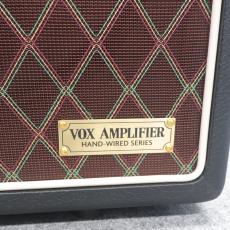 VOX AMPLIFIER
HAND-WIRED SERIES